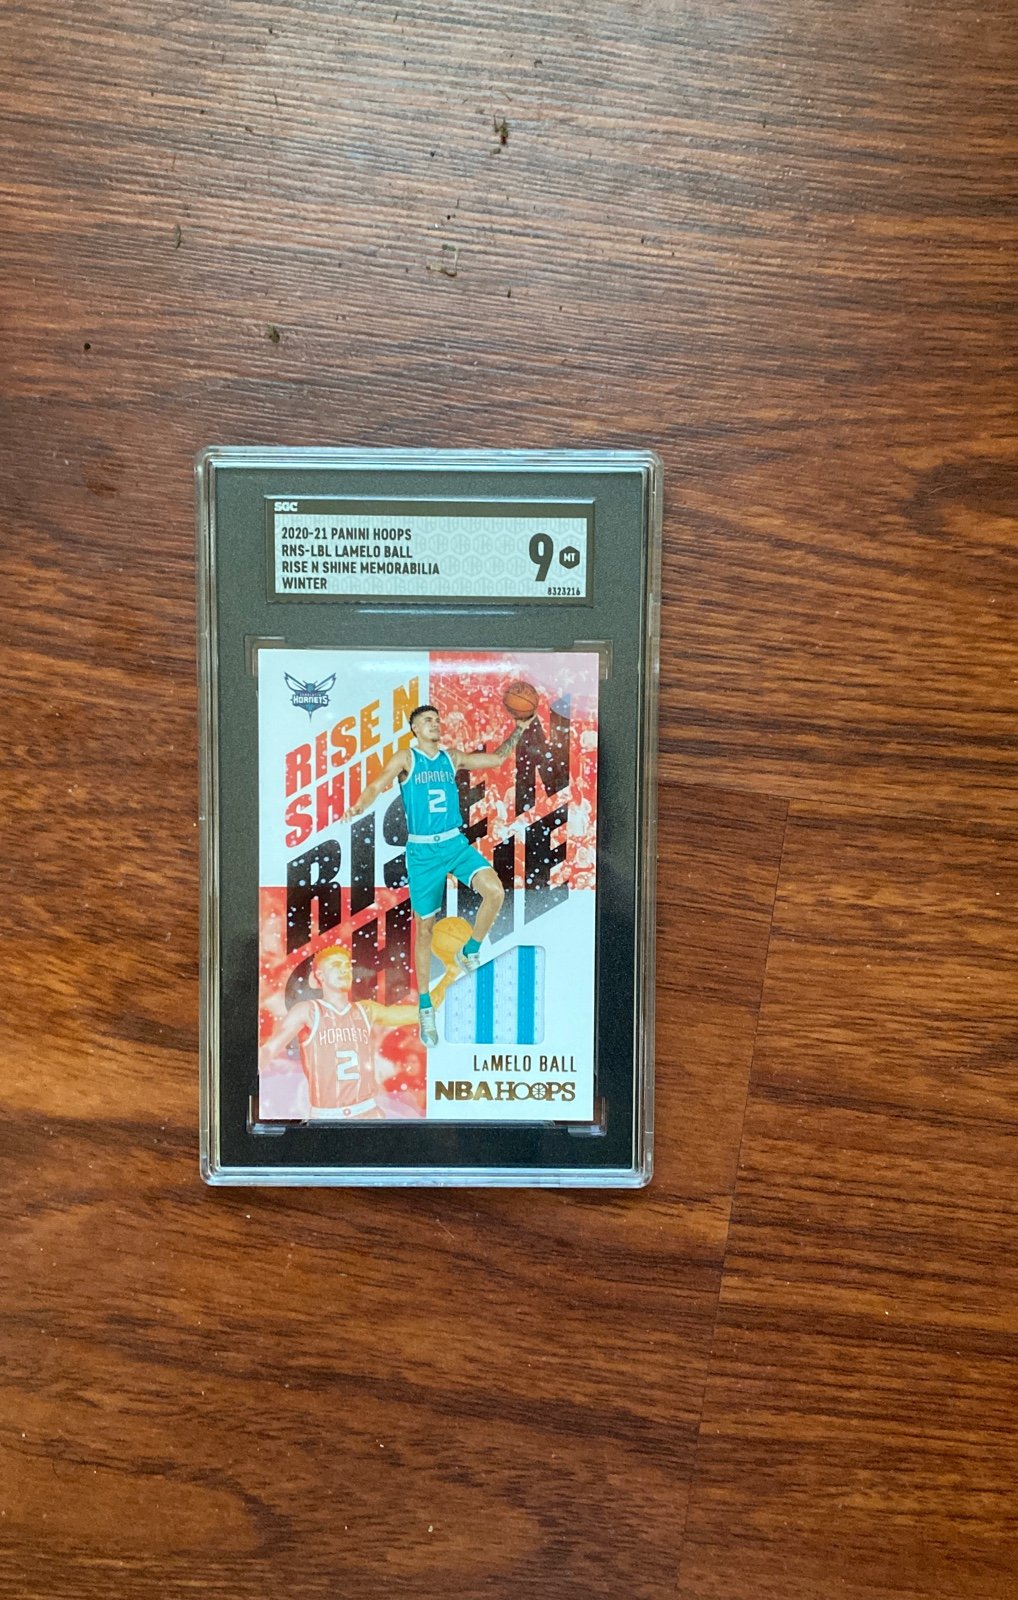 SGC
2020-21 PANINI HOOPS
RNS-LBL LAMELO BALL
RISE N SHINE MEMORABILIA
WINTER
9 MT
8323216
HORNETS
RISE N
SHINE
RISE N
SHINE
HORNETS
2
HORNETS
2
LAMELO BALL
NBA HOOPS